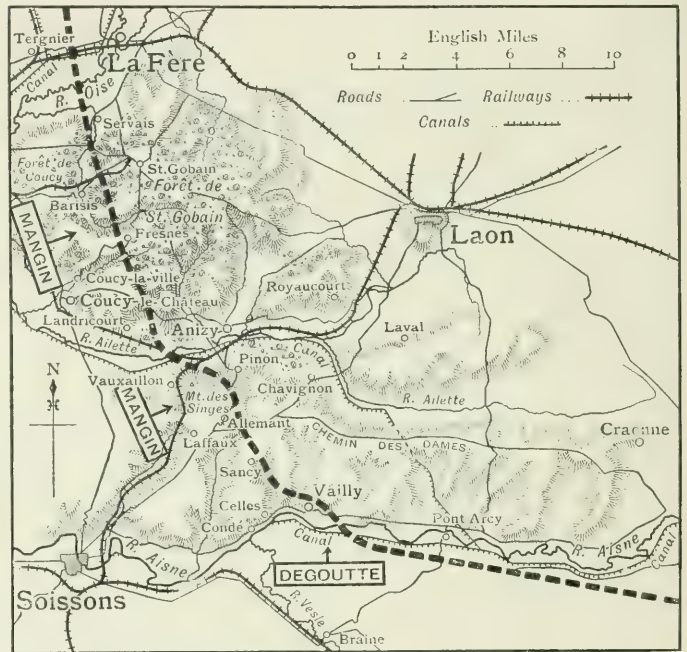 English Miles
0 1 2 4 6 8 10
Roads Railways
Canals
Tergnier
La Fère
Canal
R. Oise
Servais
Forêt de
Coucy
St. Gobain
Forêt de
St. Gobain
Barisis
MANGIN
Fresnes
Laon
Coucy-la-ville
Coucy-le-Château
Royaucourt
Landricourt
Anizy
R. Ailette
Laval
Pinon
Canal
N
Vauxaillon
Chavignon
R. Ailette
MANGIN
Mt. des
Singes
Allemant
CHEMIN DES DAMES
Craonne
Laffaux
Sancy
Vailly
Celles
Condé
Pont Arcy
R. Aisne
Canal
R. Aisne
Canal
DEGOUTTE
Soissons
R. Vesle
Braine